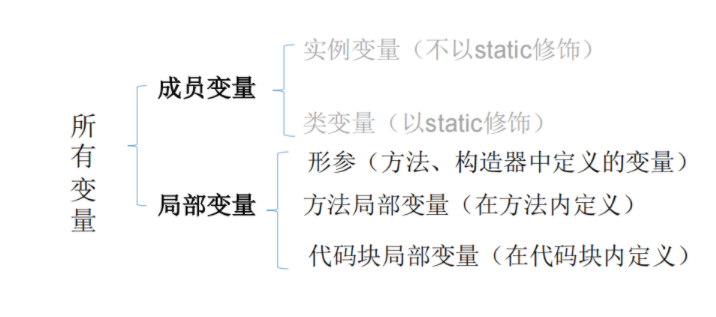 所有变量
成员变量
实例变量（不以static修饰）
类变量（以static修饰）
局部变量
形参（方法、构造器中定义的变量）
方法局部变量（在方法内定义）
代码块局部变量（在代码块内定义）